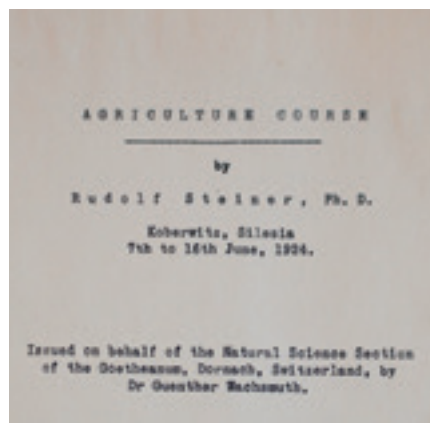 AGRICULTURE COURSE
by
Rudolf Steiner, Ph. D.
Koberwitz, Silesia
7th to 16th June, 1924.
Issued on behalf of the Natural Science Section
of the Goetheanum, Dornach, Switzerland, by
Dr Guenther Wachsmuth.